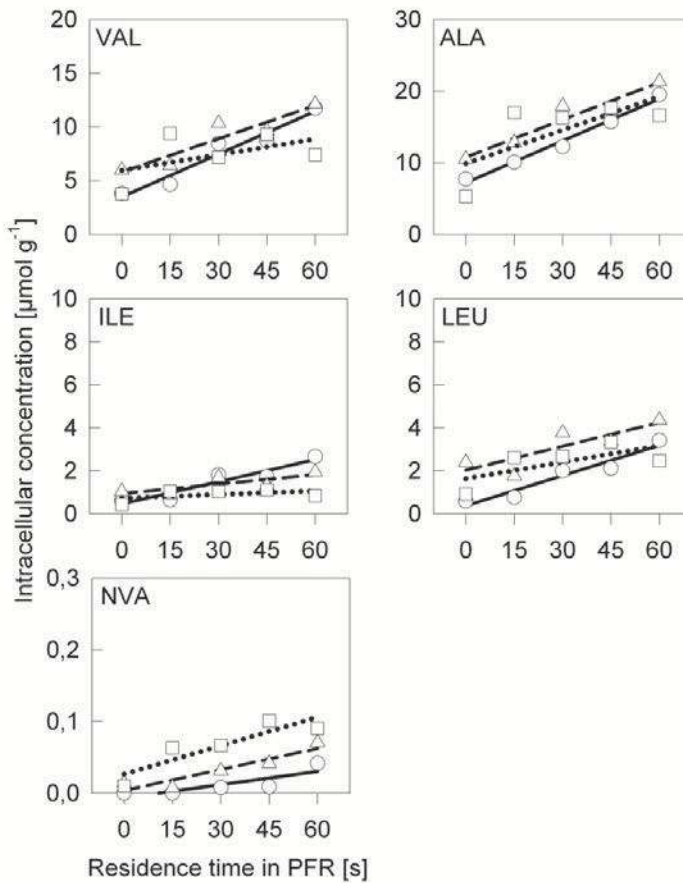 VAL
20
15
10
5
0
0 15 30 45 60
ALA
30
20
10
0
0 15 30 45 60
ILE
10
8
6
4
2
0
0 15 30 45 60
LEU
10
8
6
4
2
0
0 15 30 45 60
NVA
0,3
0,2
0,1
0,0
0 15 30 45 60
Intracellular concentration [µmol g⁻¹]
Residence time in PFR [s]